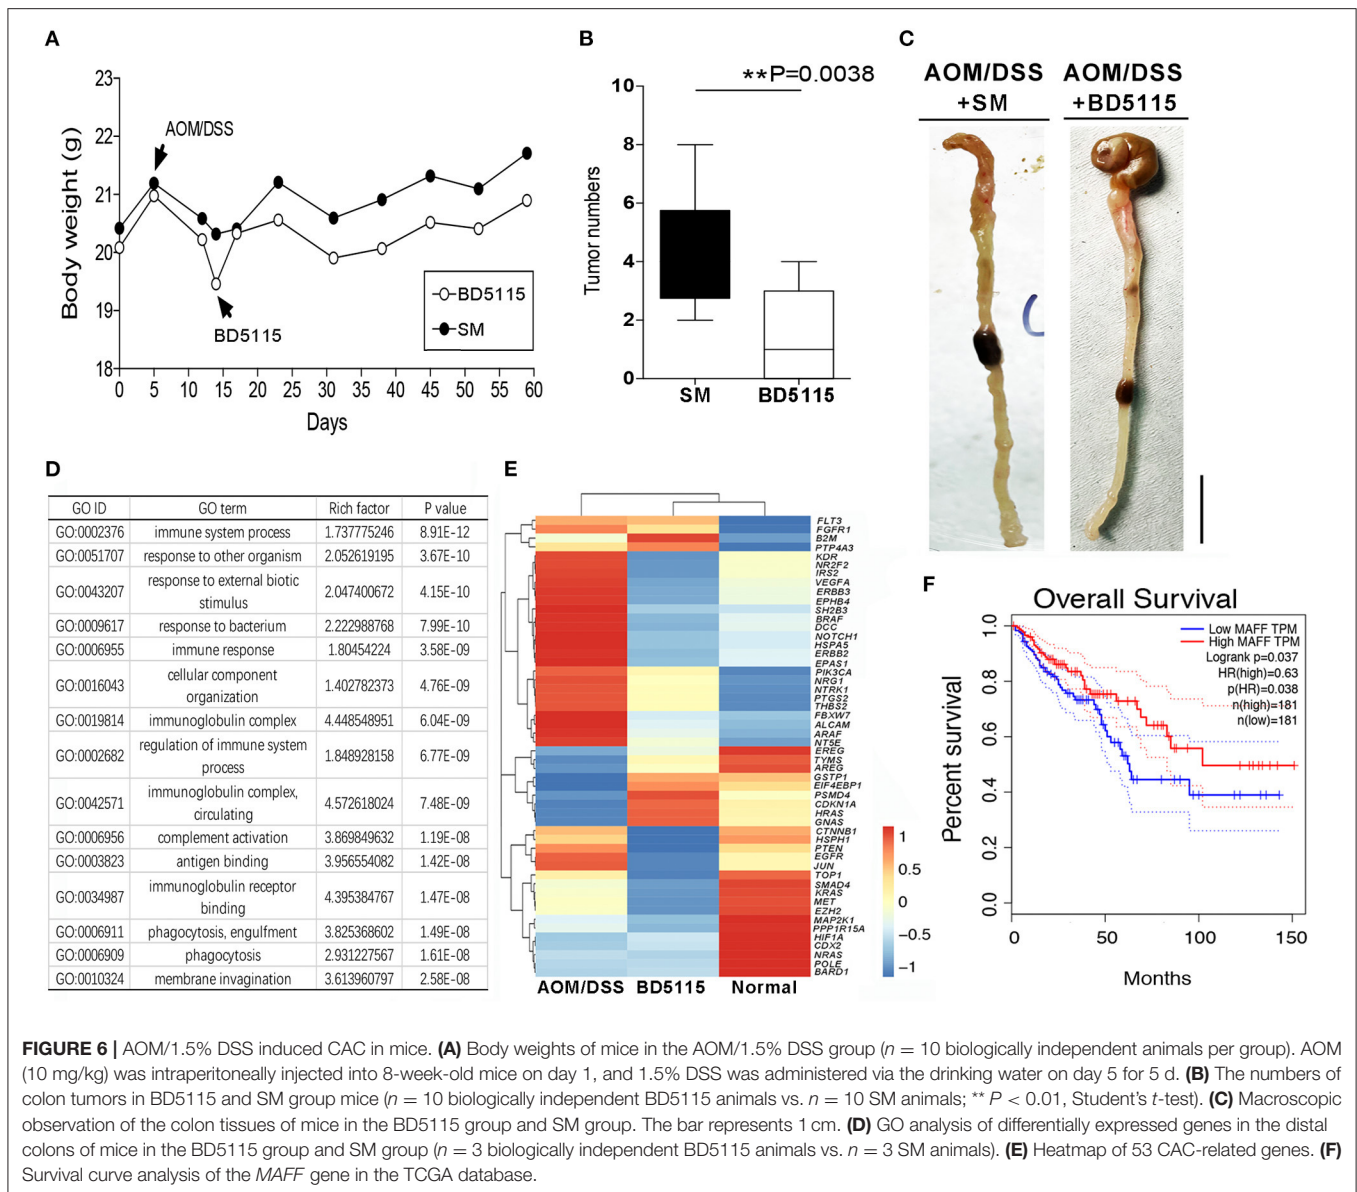 A
23
22
21
20
19
18
Body weight (g)
AOM/DSS
BD5115
BD5115
SM
0 5 10 15 20 25 30 35 40 45 50 55 60
Days
B
**P=0.0038
10
8
6
4
2
0
Tumor numbers
SM BD5115
C
AOM/DSS AOM/DSS
+SM +BD5115
D
GO ID GO term Rich factor P value
GO:0002376 immune system process 1.737775246 8.91E-12
GO:0051707 response to other organism 2.052619195 3.67E-10
GO:0043207 response to external biotic stimulus 2.047400672 4.15E-10
GO:0009617 response to bacterium 2.222988768 7.99E-10
GO:0006955 immune response 1.80454224 3.58E-09
GO:0016043 cellular component organization 1.402782373 4.76E-09
GO:0019814 immunoglobulin complex 4.448548951 6.04E-09
GO:0002682 regulation of immune system process 1.848928158 6.77E-09
GO:0042571 immunoglobulin complex, circulating 4.572618024 7.48E-09
GO:0006956 complement activation 3.869849632 1.19E-08
GO:0003823 antigen binding 3.956554082 1.42E-08
GO:0034987 immunoglobulin receptor binding 4.395384767 1.47E-08
GO:0006911 phagocytosis, engulfment 3.825368602 1.49E-08
GO:0006909 phagocytosis 2.931227567 1.61E-08
GO:0010324 membrane invagination 3.613960797 2.58E-08
E
FLT3
FGFR1
B2M
PTP4A3
KDR
NR2F2
IRS2
VEGFA
ERBB3
EPHB4
SH2B3
BRAF
DCC
NOTCH1
HSPA5
ERBB2
EPAS1
PIK3CA
NRG1
NTRK1
PTGS2
THBS2
FBXW7
ALCAM
ARAF
NT5E
EREG
TYMS
AREG
GSTP1
EIF4EBP1
PSMD4
CDKN1A
HRAS
GNAS
CTNNB1
HSPH1
PTEN
EGFR
JUN
TOP1
SMAD4
KRAS
MET
EZH2
MAP2K1
PPP1R15A
HIF1A
CDX2
NRAS
POLE
BARD1
AOM/DSS BD5115 Normal
1
0.5
0
−0.5
−1
F
Overall Survival
Low MAFF TPM
High MAFF TPM
Logrank p=0.037
HR(high)=0.63
p(HR)=0.038
n(high)=181
n(low)=181
1.0
0.8
0.6
0.4
0.2
0.0
Percent survival
0 50 100 150
Months
FIGURE 6 | AOM/1.5% DSS induced CAC in mice. (A) Body weights of mice in the AOM/1.5% DSS group (n = 10 biologically independent animals per group). AOM
(10 mg/kg) was intraperitoneally injected into 8-week-old mice on day 1, and 1.5% DSS was administered via the drinking water on day 5 for 5 d. (B) The numbers of
colon tumors in BD5115 and SM group mice (n = 10 biologically independent BD5115 animals vs. n = 10 SM animals; ** P < 0.01, Student's t-test). (C) Macroscopic
observation of the colon tissues of mice in the BD5115 group and SM group. The bar represents 1 cm. (D) GO analysis of differentially expressed genes in the distal
colons of mice in the BD5115 group and SM group (n = 3 biologically independent BD5115 animals vs. n = 3 SM animals). (E) Heatmap of 53 CAC-related genes. (F)
Survival curve analysis of the MAFF gene in the TCGA database.